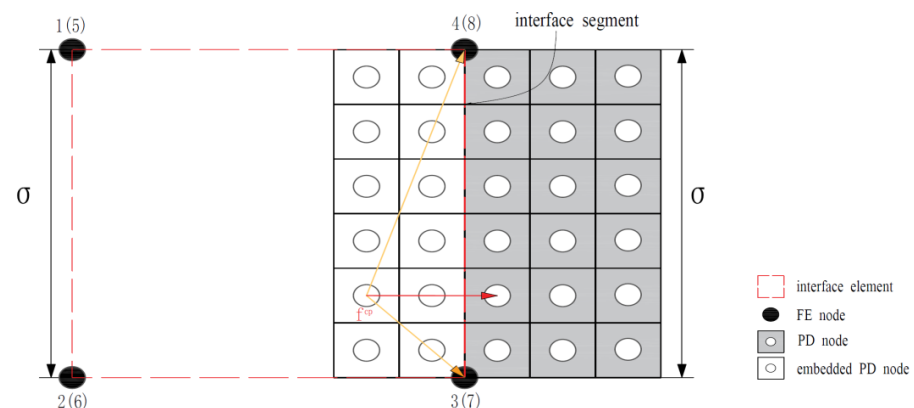 1(5)
4(8)
interface segment
σ
σ
f^cp
2(6)
3(7)
interface element
FE node
PD node
embedded PD node